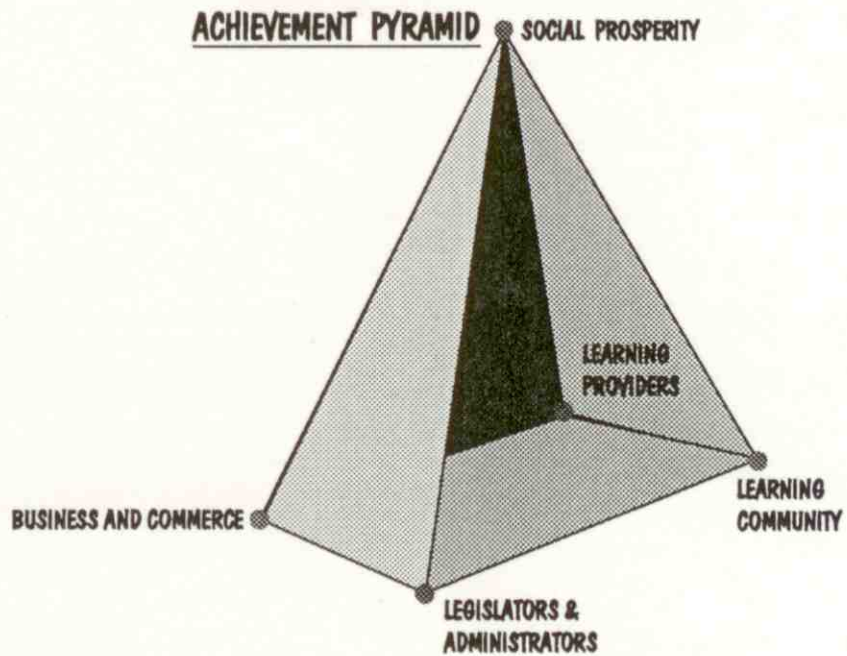 ACHIEVEMENT PYRAMID
SOCIAL PROSPERITY
LEARNING
PROVIDERS
LEARNING
COMMUNITY
BUSINESS AND COMMERCE
LEGISLATORS &
ADMINISTRATORS